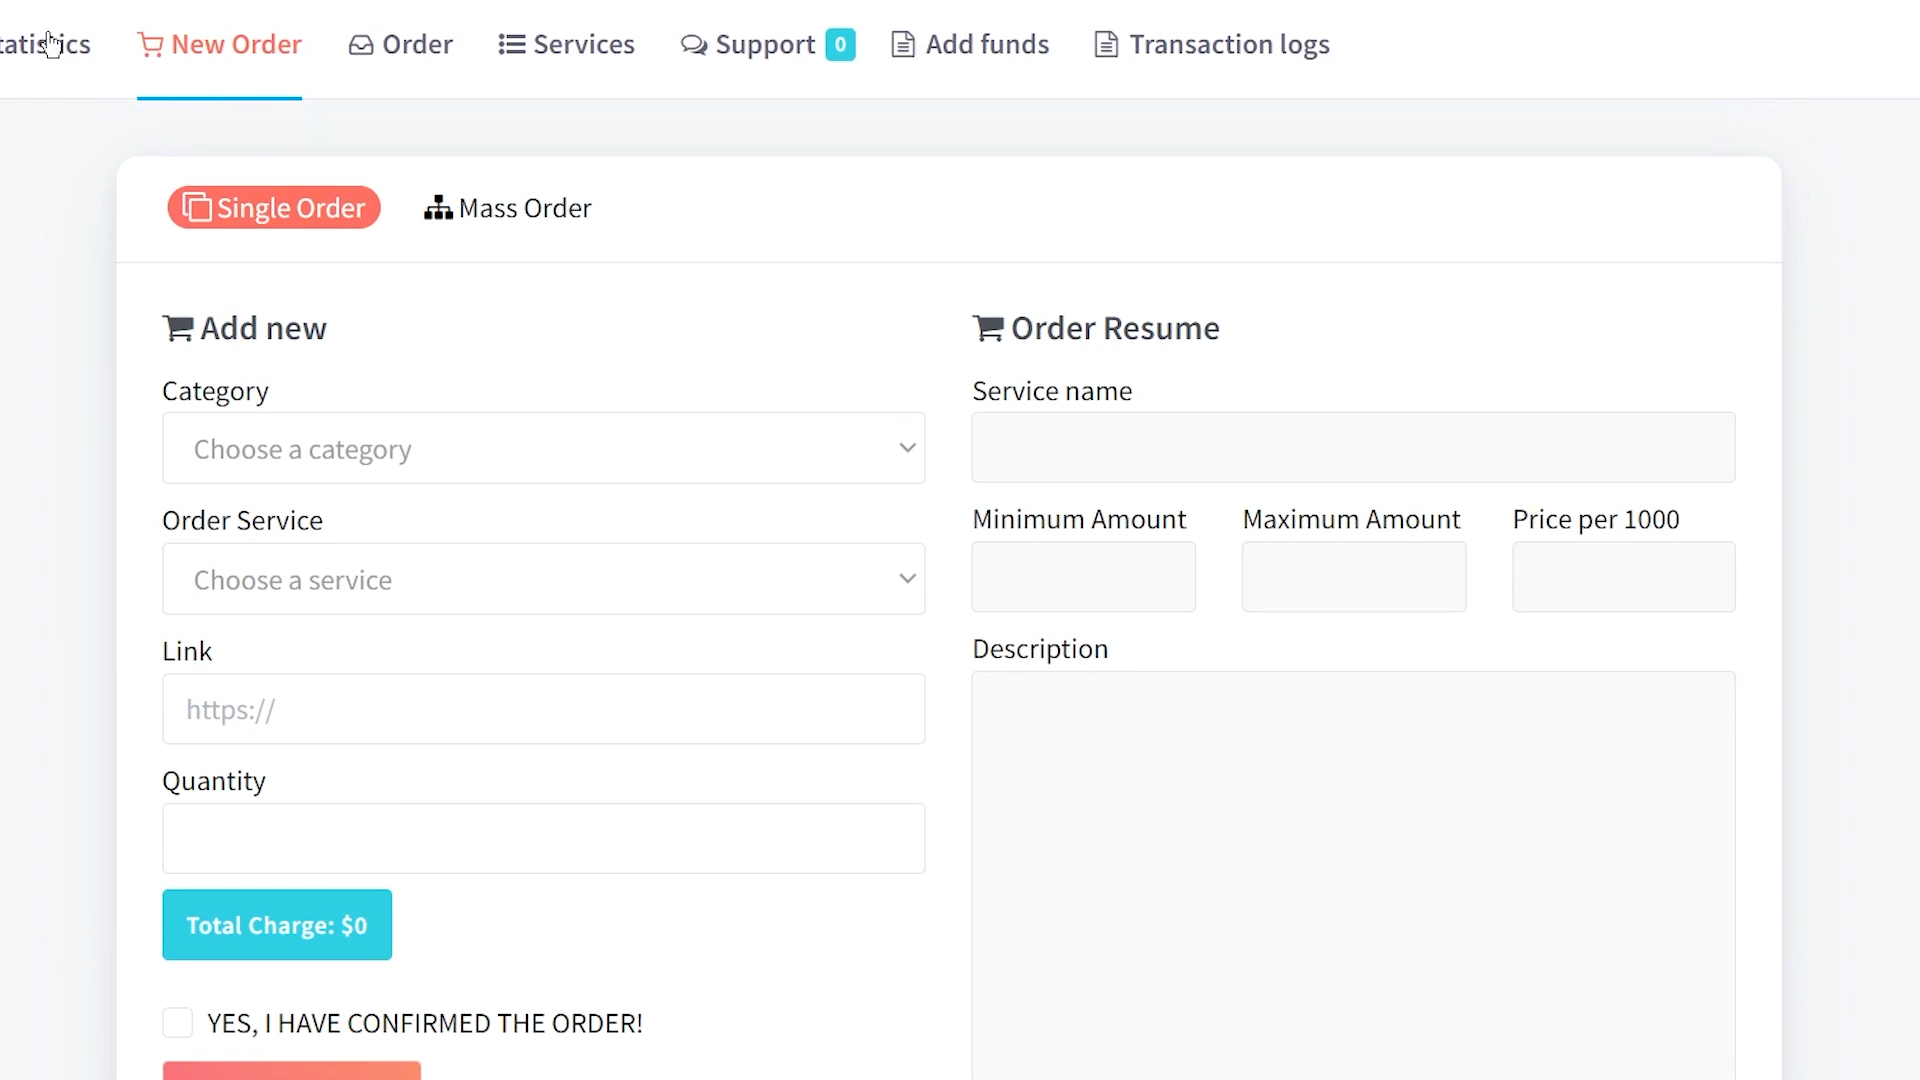 New Order
Order
Services
Support 0
Add funds
Transaction logs
Single Order
Mass Order
Add new
Category
Choose a category
Order Service
Choose a service
Link
https://
Quantity
Total Charge: $0
YES, I HAVE CONFIRMED THE ORDER!
Order Resume
Service name
Minimum Amount
Maximum Amount
Price per 1000
Description